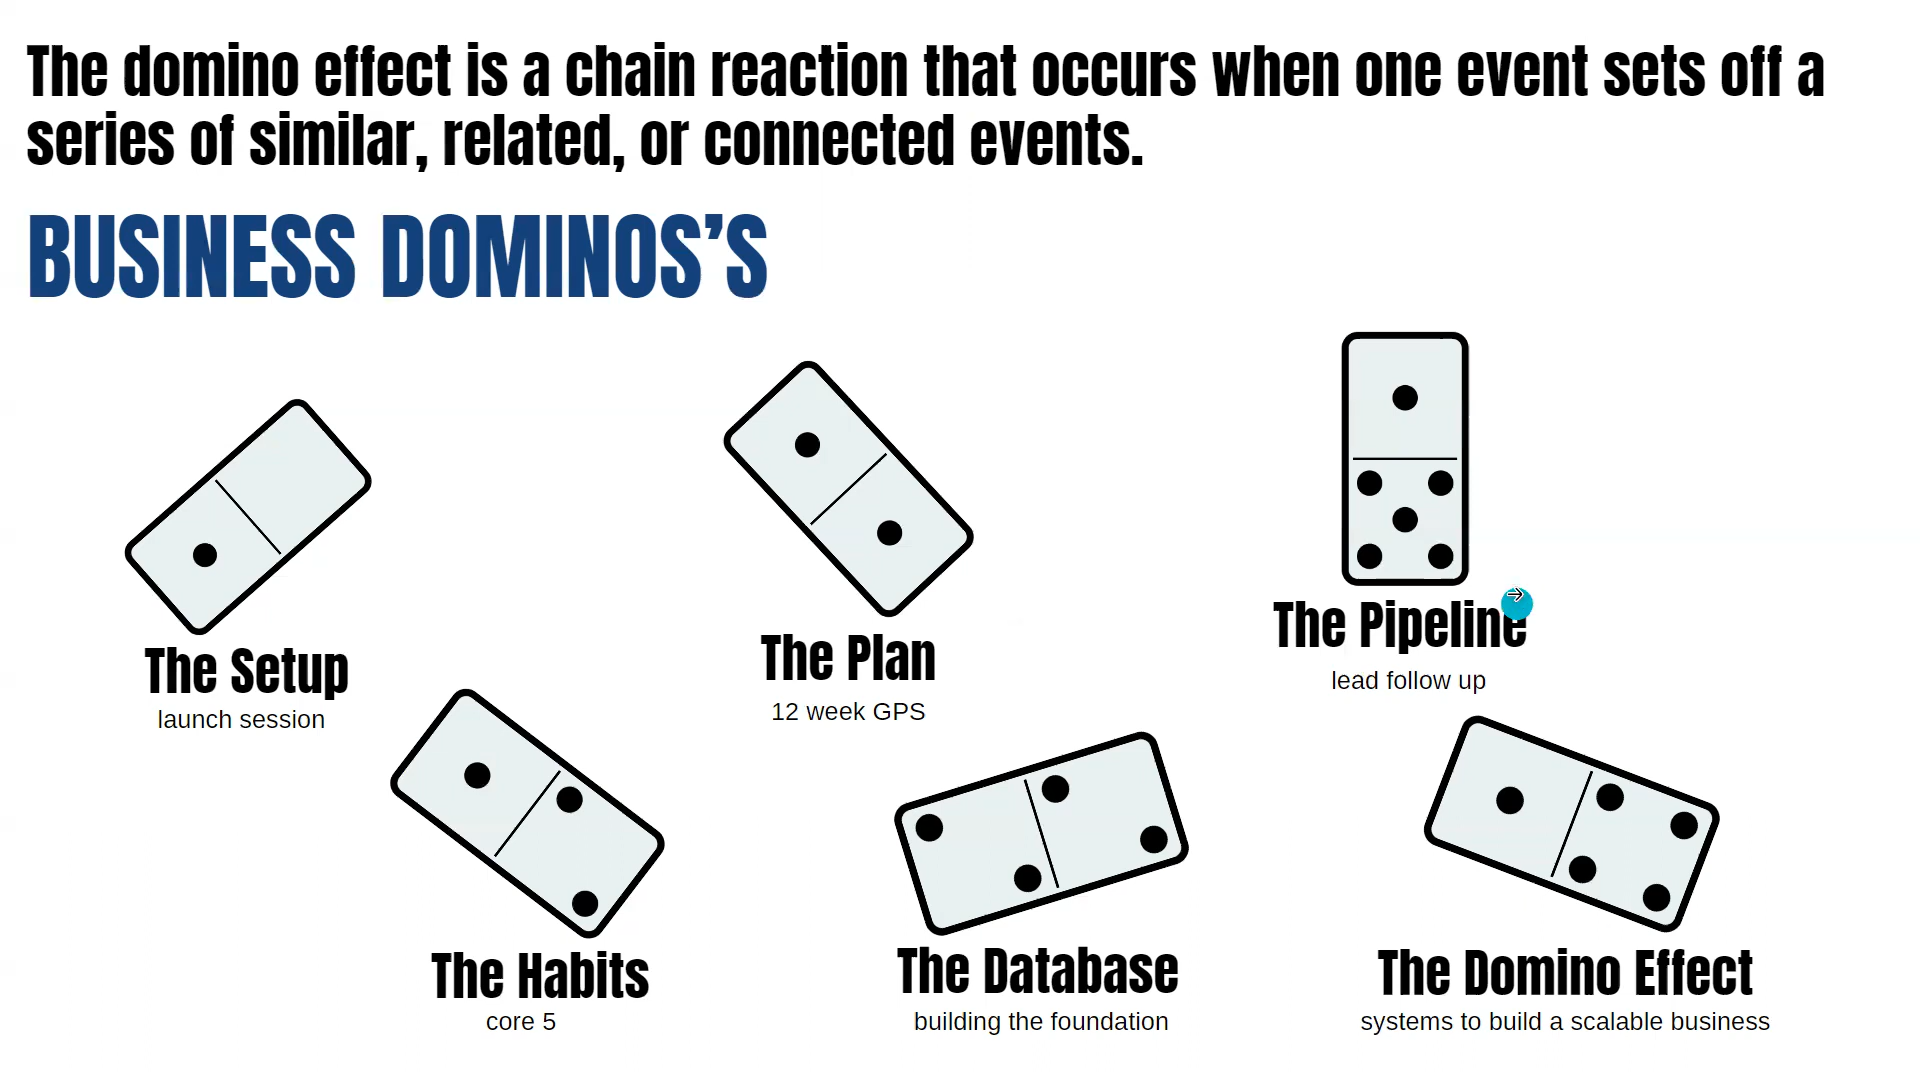 The domino effect is a chain reaction that occurs when one event sets off a
series of similar, related, or connected events.
BUSINESS DOMINOS’S
The Setup
launch session
The Habits
core 5
The Plan
12 week GPS
The Database
building the foundation
The Pipeline
lead follow up
The Domino Effect
systems to build a scalable business